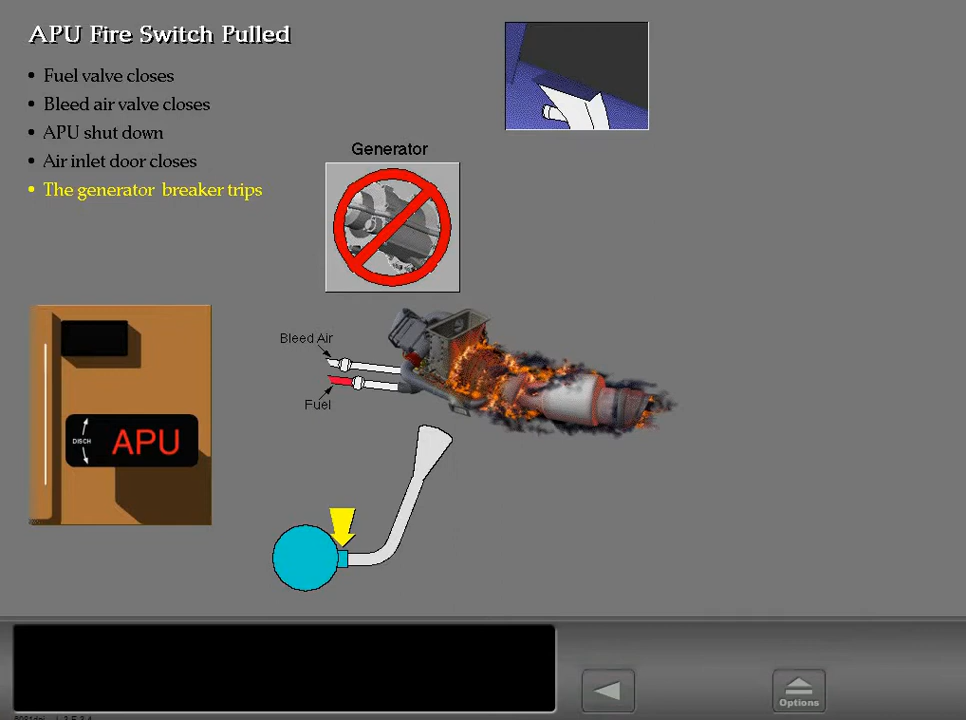 APU Fire Switch Pulled
• Fuel valve closes
• Bleed air valve closes
• APU shut down
• Air inlet door closes
• The generator breaker trips
Generator
Bleed Air
Fuel
DISCH
APU
Options